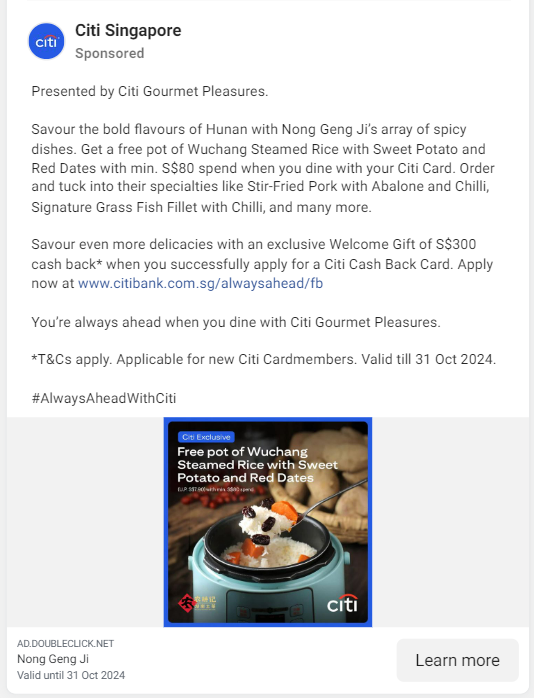 Citi Singapore
citi
Sponsored
Presented by Citi Gourmet Pleasures.
Savour the bold flavours of Hunan with Nong Geng Ji’s array of spicy
dishes. Get a free pot of Wuchang Steamed Rice with Sweet Potato and
Red Dates with min. S$80 spend when you dine with your Citi Card. Order
and tuck into their specialties like Stir-Fried Pork with Abalone and Chilli,
Signature Grass Fish Fillet with Chilli, and many more.
Savour even more delicacies with an exclusive Welcome Gift of S$300
cash back* when you successfully apply for a Citi Cash Back Card. Apply
now at www.citibank.com.sg/alwaysahead/fb
You’re always ahead when you dine with Citi Gourmet Pleasures.
*T&Cs apply. Applicable for new Citi Cardmembers. Valid till 31 Oct 2024.
#AlwaysAheadWithCiti
Citi Exclusive
Free pot of Wuchang
Steamed Rice with Sweet
Potato and Red Dates
(U.P. S$7.90) with min. S$80 spend
citi
AD.DOUBLECLICK.NET
Nong Geng Ji
Valid until 31 Oct 2024
Learn more